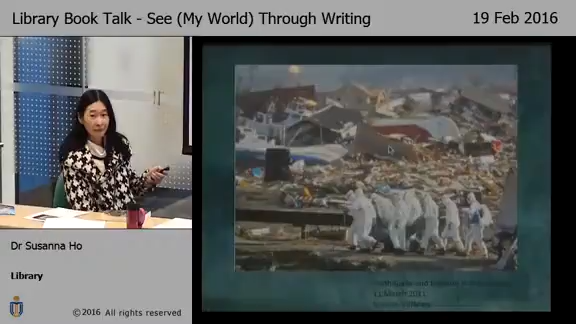 Library Book Talk - See (My World) Through Writing
19 Feb 2016
Dr Susanna Ho
Library
©2016 All rights reserved